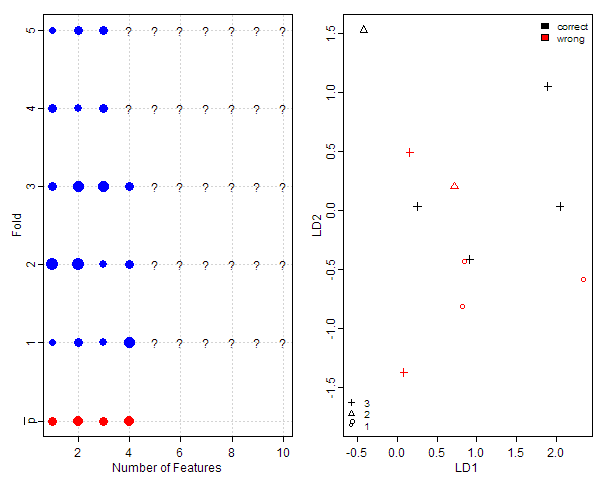 5 ? ? ? ? ? ? ?
4 ? ? ? ? ? ? ?
3 ? ? ? ? ? ?
2 ? ? ? ? ? ?
1 ? ? ? ? ? ?
p̅
Fold
2 4 6 8 10
Number of Features
correct
wrong
1.5
1.0
0.5
0.0
-0.5
-1.0
-1.5
LD2
3
2
1
-0.5 0.0 0.5 1.0 1.5 2.0
LD1